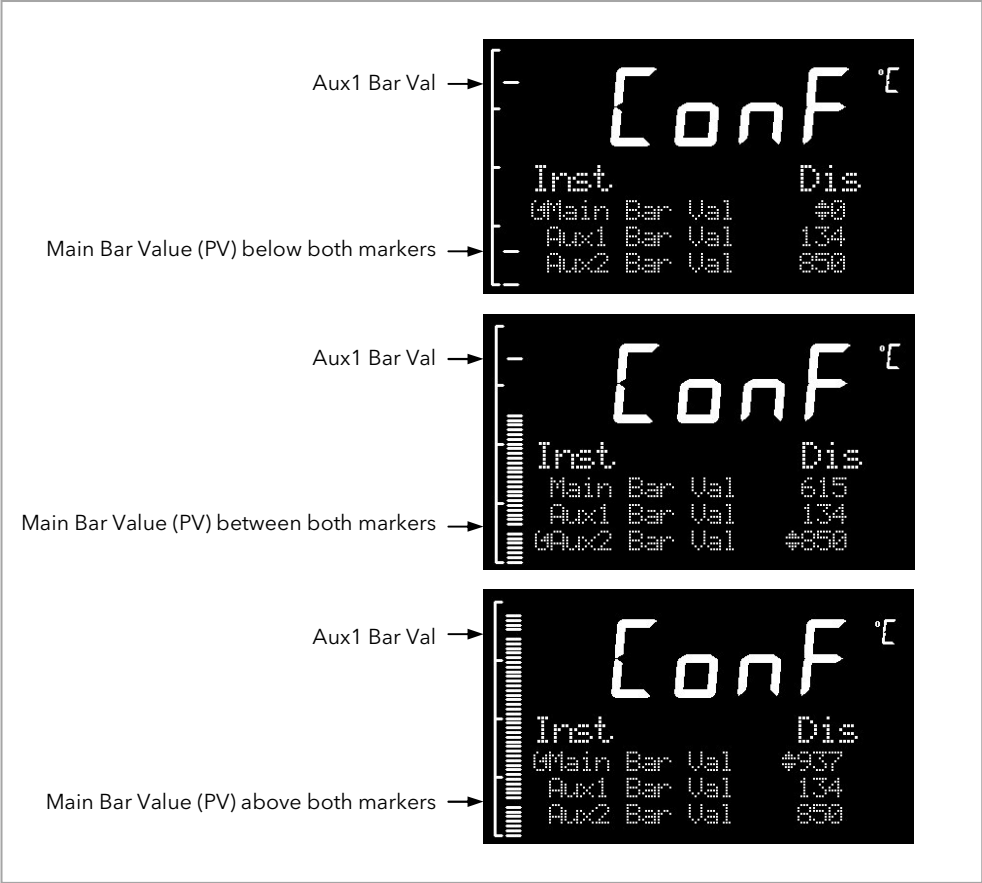 Aux1 Bar Val
ConF °C
Inst Dis
Main Bar Val 0
Main Bar Value (PV) below both markers
Aux1 Bar Val 134
Aux2 Bar Val 850
Aux1 Bar Val
ConF °C
Inst Dis
Main Bar Val 615
Aux1 Bar Val 134
Main Bar Value (PV) between both markers
Aux2 Bar Val 850
Aux1 Bar Val
ConF °C
Inst Dis
Main Bar Val 937
Aux1 Bar Val 134
Main Bar Value (PV) above both markers
Aux2 Bar Val 850